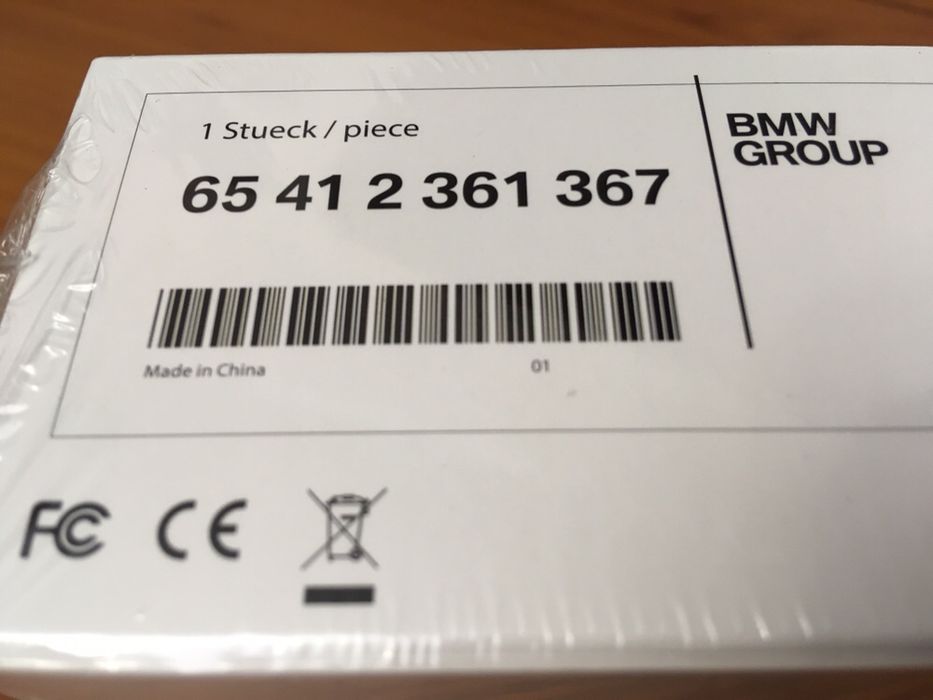 1 Stueck / piece
65 41 2 361 367
BMW
GROUP
Made in China
01
FC CE